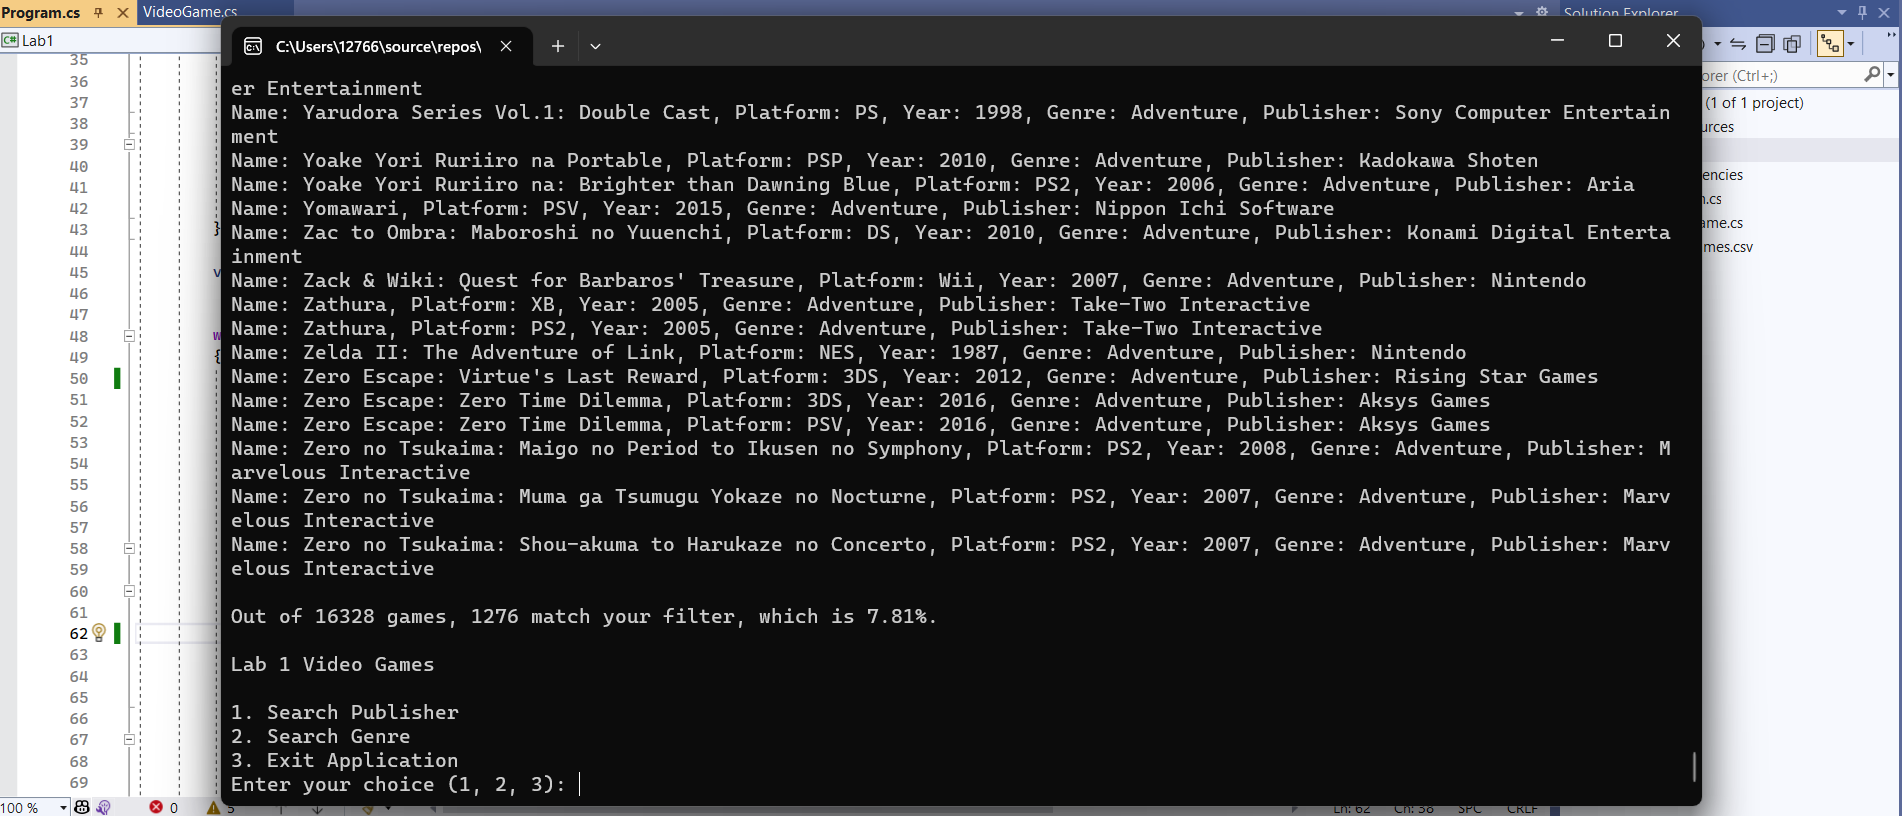 Program.cs
VideoGame.cs
Solution Explorer
C:\Users\12766\source\repos\
C# Lab1
orer (Ctrl+;)
(1 of 1 project)
urces
encies
n.cs
ame.cs
mes.csv
35
36
37
38
39
40
41
42
43 }
44
45 v
46
47
48 w
49 {
50
51
52
53
54
55
56
57
58
59
60
61
62
63
64
65
66
67
68
69
er Entertainment
Name: Yarudora Series Vol.1: Double Cast, Platform: PS, Year: 1998, Genre: Adventure, Publisher: Sony Computer Entertain
ment
Name: Yoake Yori Ruriiro na Portable, Platform: PSP, Year: 2010, Genre: Adventure, Publisher: Kadokawa Shoten
Name: Yoake Yori Ruriiro na: Brighter than Dawning Blue, Platform: PS2, Year: 2006, Genre: Adventure, Publisher: Aria
Name: Yomawari, Platform: PSV, Year: 2015, Genre: Adventure, Publisher: Nippon Ichi Software
Name: Zac to Ombra: Maboroshi no Yuuenchi, Platform: DS, Year: 2010, Genre: Adventure, Publisher: Konami Digital Enterta
inment
Name: Zack & Wiki: Quest for Barbaros' Treasure, Platform: Wii, Year: 2007, Genre: Adventure, Publisher: Nintendo
Name: Zathura, Platform: XB, Year: 2005, Genre: Adventure, Publisher: Take-Two Interactive
Name: Zathura, Platform: PS2, Year: 2005, Genre: Adventure, Publisher: Take-Two Interactive
Name: Zelda II: The Adventure of Link, Platform: NES, Year: 1987, Genre: Adventure, Publisher: Nintendo
Name: Zero Escape: Virtue's Last Reward, Platform: 3DS, Year: 2012, Genre: Adventure, Publisher: Rising Star Games
Name: Zero Escape: Zero Time Dilemma, Platform: 3DS, Year: 2016, Genre: Adventure, Publisher: Aksys Games
Name: Zero Escape: Zero Time Dilemma, Platform: PSV, Year: 2016, Genre: Adventure, Publisher: Aksys Games
Name: Zero no Tsukaima: Maigo no Period to Ikusen no Symphony, Platform: PS2, Year: 2008, Genre: Adventure, Publisher: M
arvelous Interactive
Name: Zero no Tsukaima: Muma ga Tsumugu Yokaze no Nocturne, Platform: PS2, Year: 2007, Genre: Adventure, Publisher: Marv
elous Interactive
Name: Zero no Tsukaima: Shou-akuma to Harukaze no Concerto, Platform: PS2, Year: 2007, Genre: Adventure, Publisher: Marv
elous Interactive
Out of 16328 games, 1276 match your filter, which is 7.81%.
Lab 1 Video Games
1. Search Publisher
2. Search Genre
3. Exit Application
Enter your choice (1, 2, 3):
100 % 0 5 Ln: 62 Ch: 38 SPC CRLF